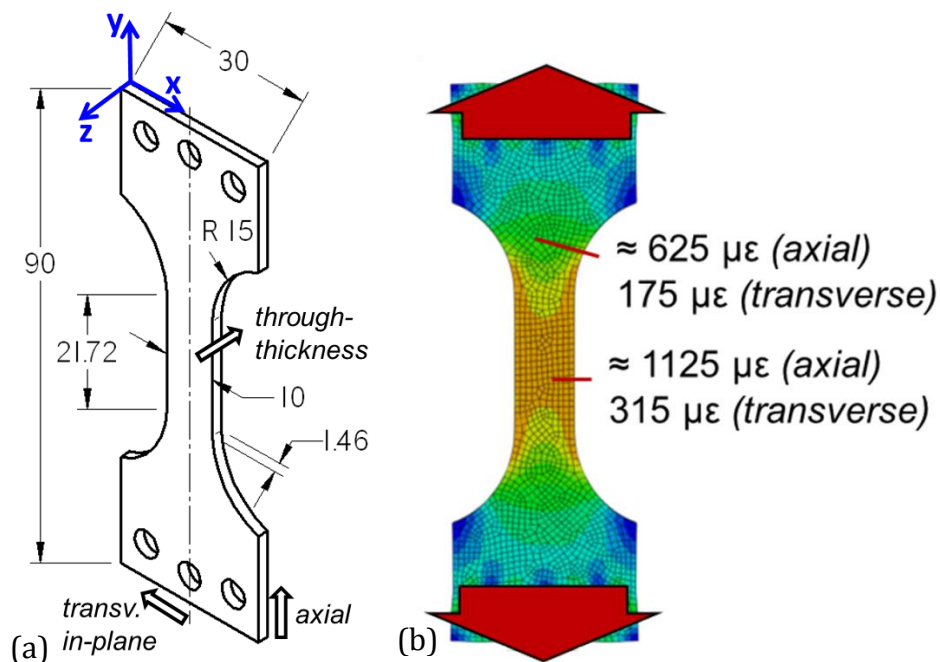 y
x
z
30
90
R 15
21.72
through-
thickness
10
1.46
transv.
in-plane
axial
(a)
≈ 625 µε (axial)
175 µε (transverse)
≈ 1125 µε (axial)
315 µε (transverse)
(b)